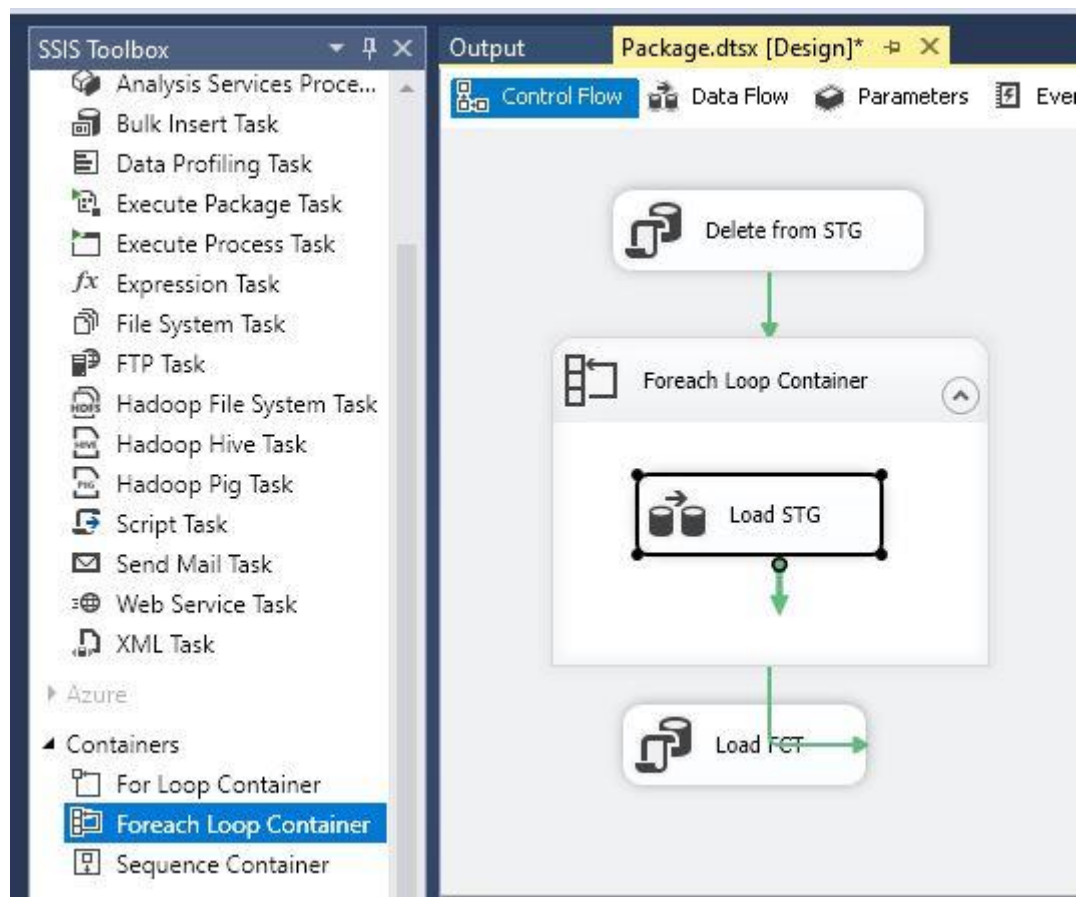 SSIS Toolbox
Analysis Services Proce...
Bulk Insert Task
Data Profiling Task
Execute Package Task
Execute Process Task
fx Expression Task
File System Task
FTP Task
Hadoop File System Task
Hadoop Hive Task
Hadoop Pig Task
Script Task
Send Mail Task
Web Service Task
XML Task
Azure
Containers
For Loop Container
Foreach Loop Container
Sequence Container
Output Package.dtsx [Design]*
Control Flow Data Flow Parameters Ever
Delete from STG
Foreach Loop Container
Load STG
Load FCT